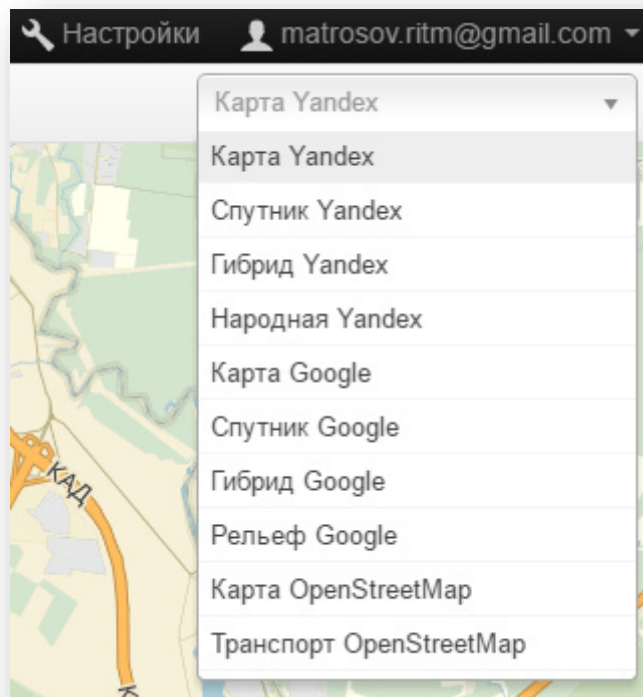 Настройки matrosov.ritm@gmail.com
Карта Yandex
Карта Yandex
Спутник Yandex
Гибрид Yandex
Народная Yandex
Карта Google
Спутник Google
Гибрид Google
Рельеф Google
КАД
Карта OpenStreetMap
Транспорт OpenStreetMap